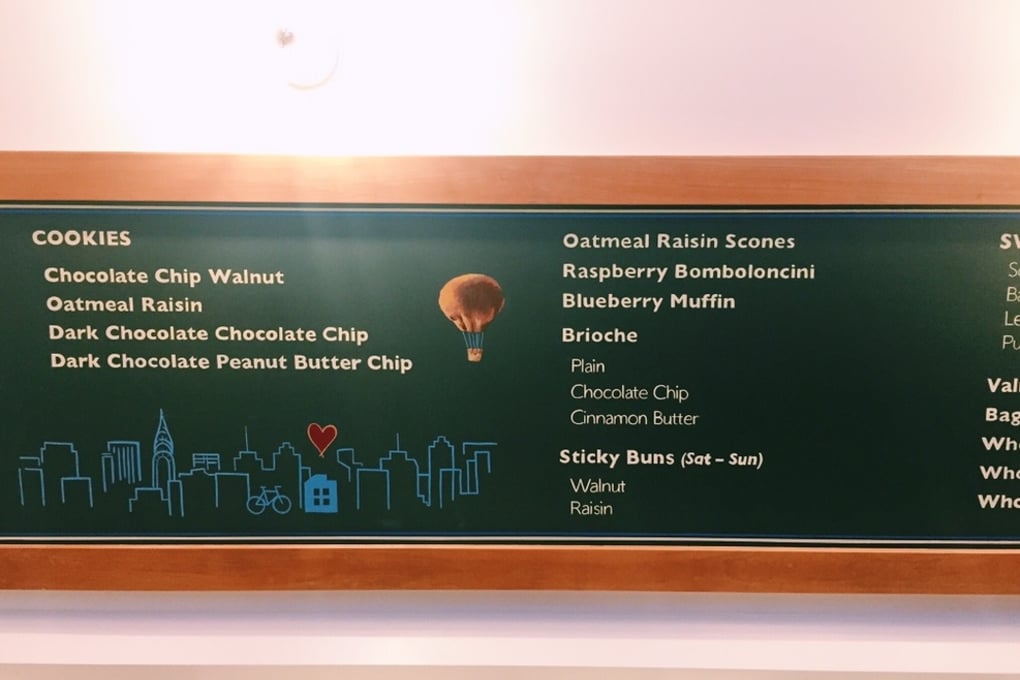 COOKIES
Chocolate Chip Walnut
Oatmeal Raisin
Dark Chocolate Chocolate Chip
Dark Chocolate Peanut Butter Chip
Oatmeal Raisin Scones
Raspberry Bomboloncini
Blueberry Muffin
Brioche
Plain
Chocolate Chip
Cinnamon Butter
Sticky Buns (Sat – Sun)
Walnut
Raisin